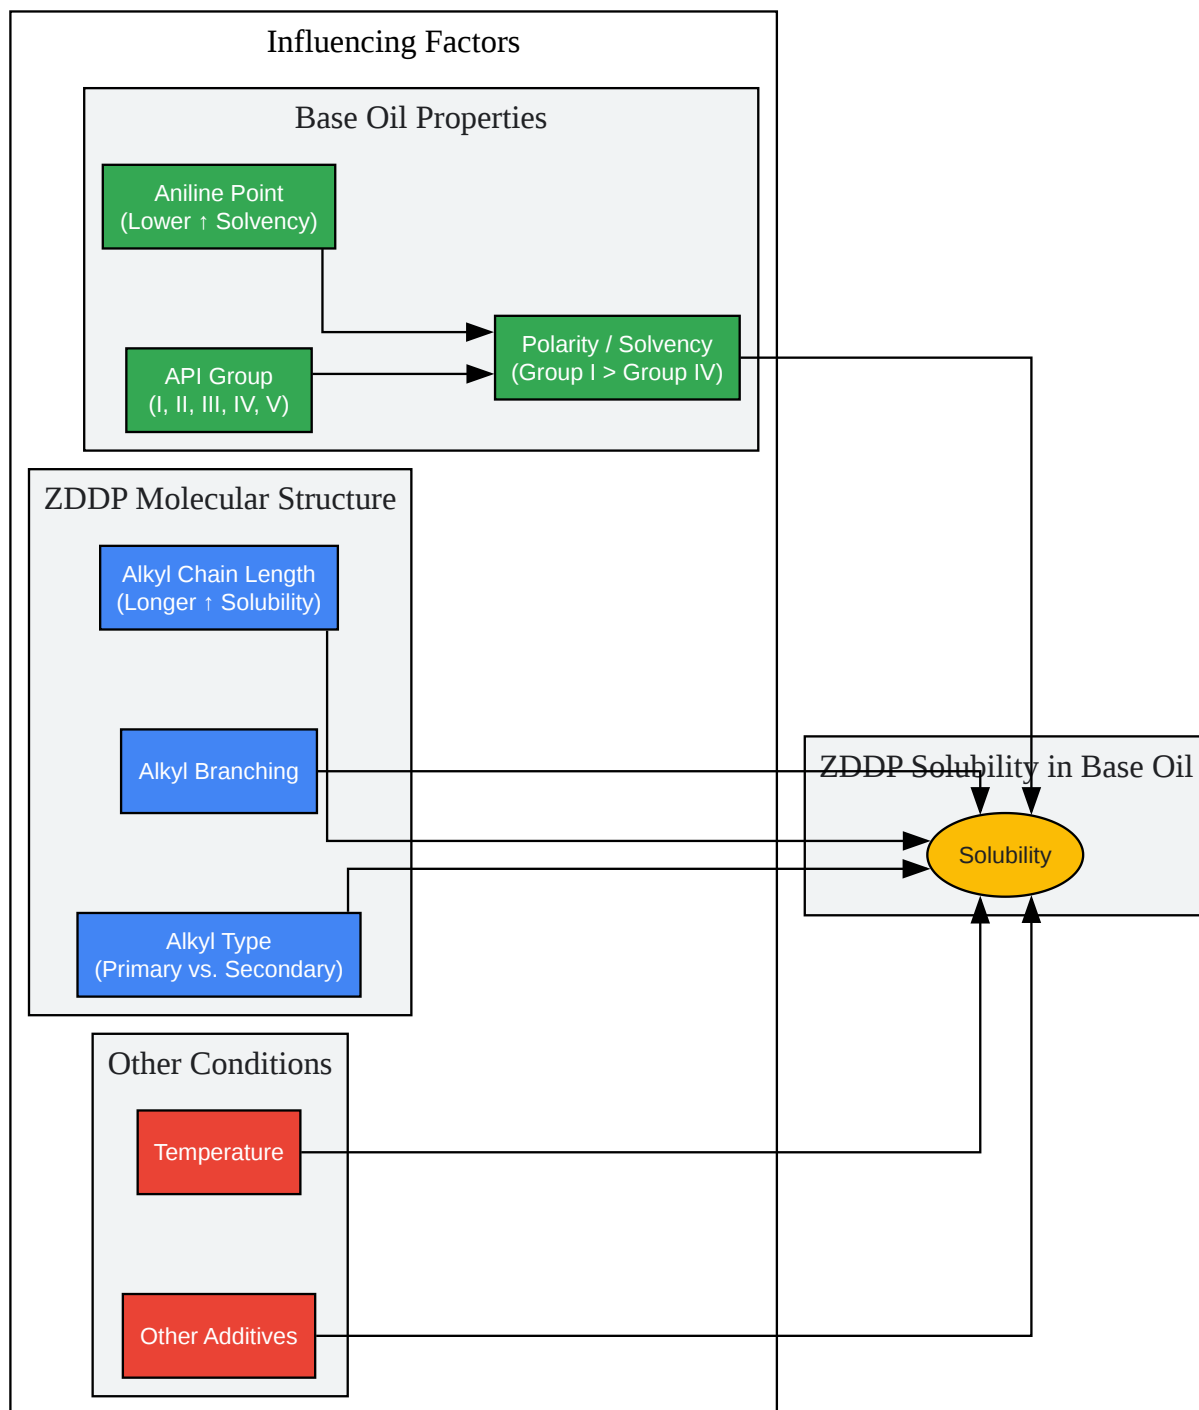 Influencing Factors
Base Oil Properties
Aniline Point
(Lower ↑ Solvency)
Polarity / Solvency
(Group I > Group IV)
API Group
(I, II, III, IV, V)
ZDDP Molecular Structure
Alkyl Chain Length
(Longer ↑ Solubility)
Alkyl Branching
Alkyl Type
(Primary vs. Secondary)
Other Conditions
Temperature
Other Additives
ZDDP Solubility in Base Oil
Solubility